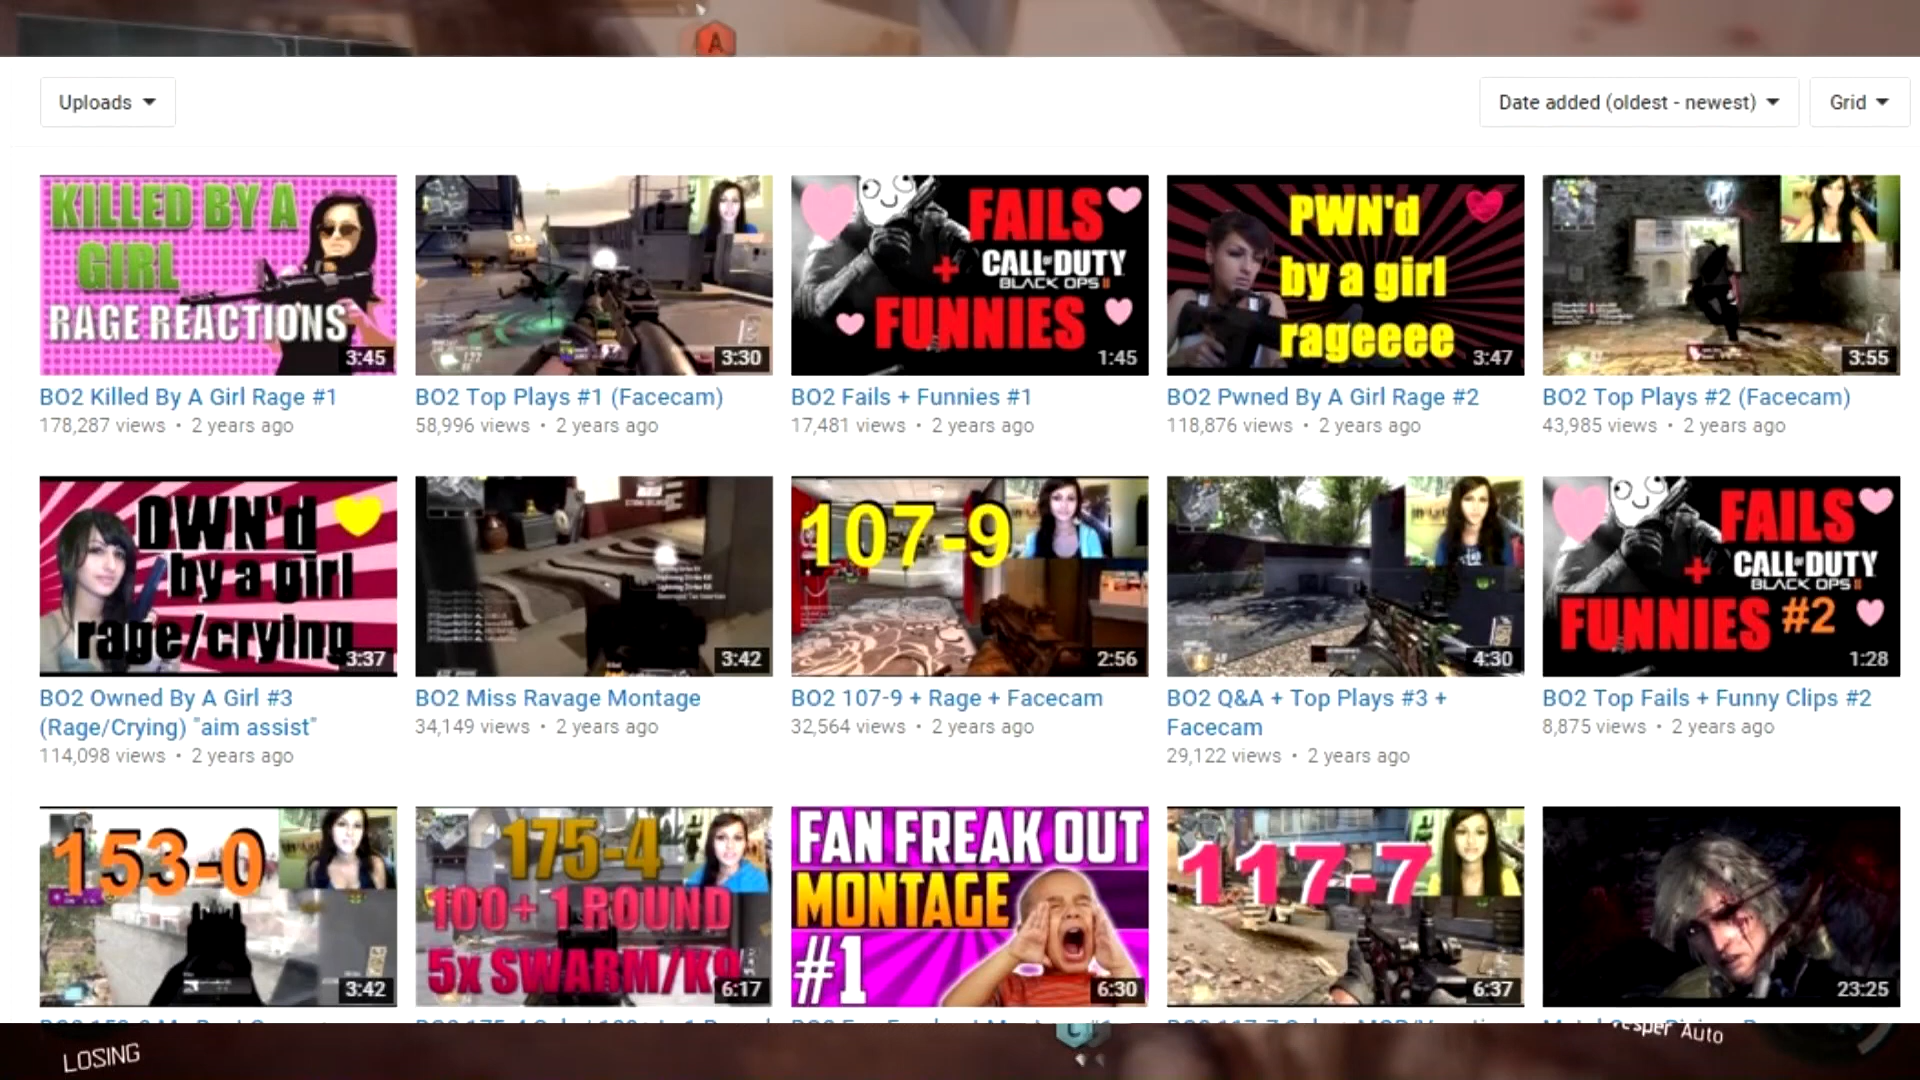 A
Uploads
Date added (oldest - newest)
Grid
KILLED BY A
GIRL
RAGE REACTIONS
3:45
3:30
FAILS
+ CALL OF DUTY
BLACK OPS II
FUNNIES
1:45
PWN'd
by a girl
rageeee
3:47
3:55
BO2 Killed By A Girl Rage #1
178,287 views • 2 years ago
BO2 Top Plays #1 (Facecam)
58,996 views • 2 years ago
BO2 Fails + Funnies #1
17,481 views • 2 years ago
BO2 Pwned By A Girl Rage #2
118,876 views • 2 years ago
BO2 Top Plays #2 (Facecam)
43,985 views • 2 years ago
OWN'd
by a girl
rage/crying
3:37
3:42
107-9
2:56
4:30
FAILS
+ CALL OF DUTY
BLACK OPS II
FUNNIES #2
1:28
BO2 Owned By A Girl #3
(Rage/Crying) "aim assist"
114,098 views • 2 years ago
BO2 Miss Ravage Montage
34,149 views • 2 years ago
BO2 107-9 + Rage + Facecam
32,564 views • 2 years ago
BO2 Q&A + Top Plays #3 +
Facecam
29,122 views • 2 years ago
BO2 Top Fails + Funny Clips #2
8,875 views • 2 years ago
153-0
3:42
175-4
100+ 1 ROUND
5x SWARM/K9
6:17
FAN FREAK OUT
MONTAGE
#1
6:30
117-7
6:37
23:25
LOSING
Vesper Auto